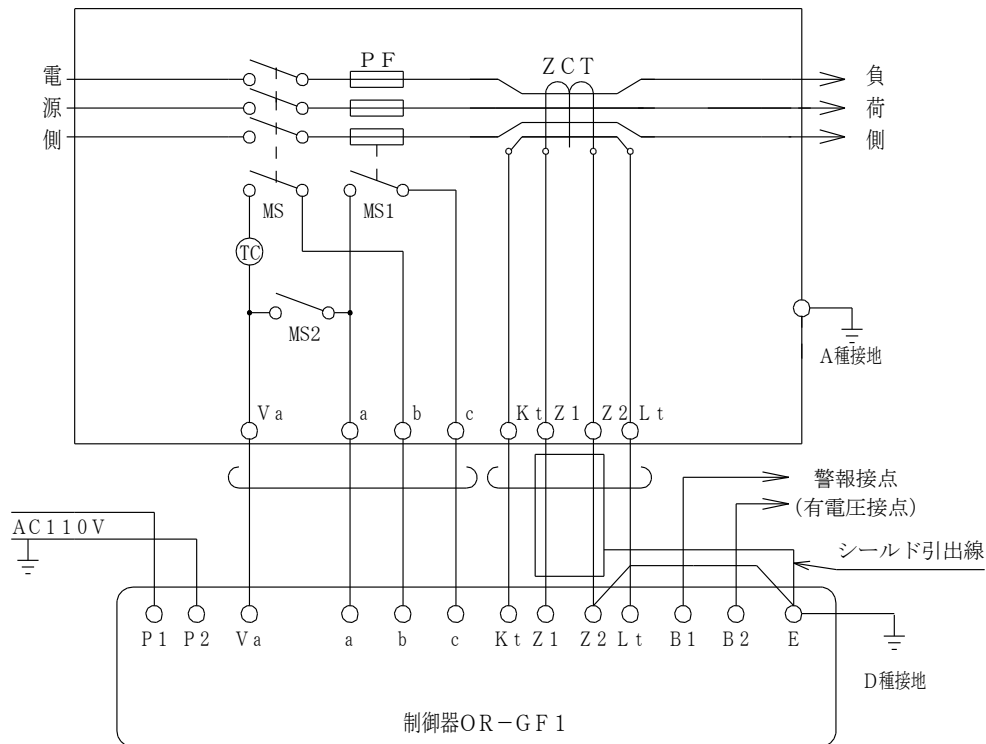 ＰＦ
ＺＣＴ
電源側
負荷側
MS
MS1
TC
MS2
A種接地
Ｖａ
ａ
ｂ
ｃ
Ｋｔ
Ｚ１
Ｚ２
Ｌｔ
警報接点
(有電圧接点)
ＡＣ１１０Ｖ
シールド引出線
Ｐ１
Ｐ２
Ｖａ
ａ
ｂ
ｃ
Ｋｔ
Ｚ１
Ｚ２
Ｌｔ
Ｂ１
Ｂ２
Ｅ
D種接地
制御器ＯＲ－ＧＦ１